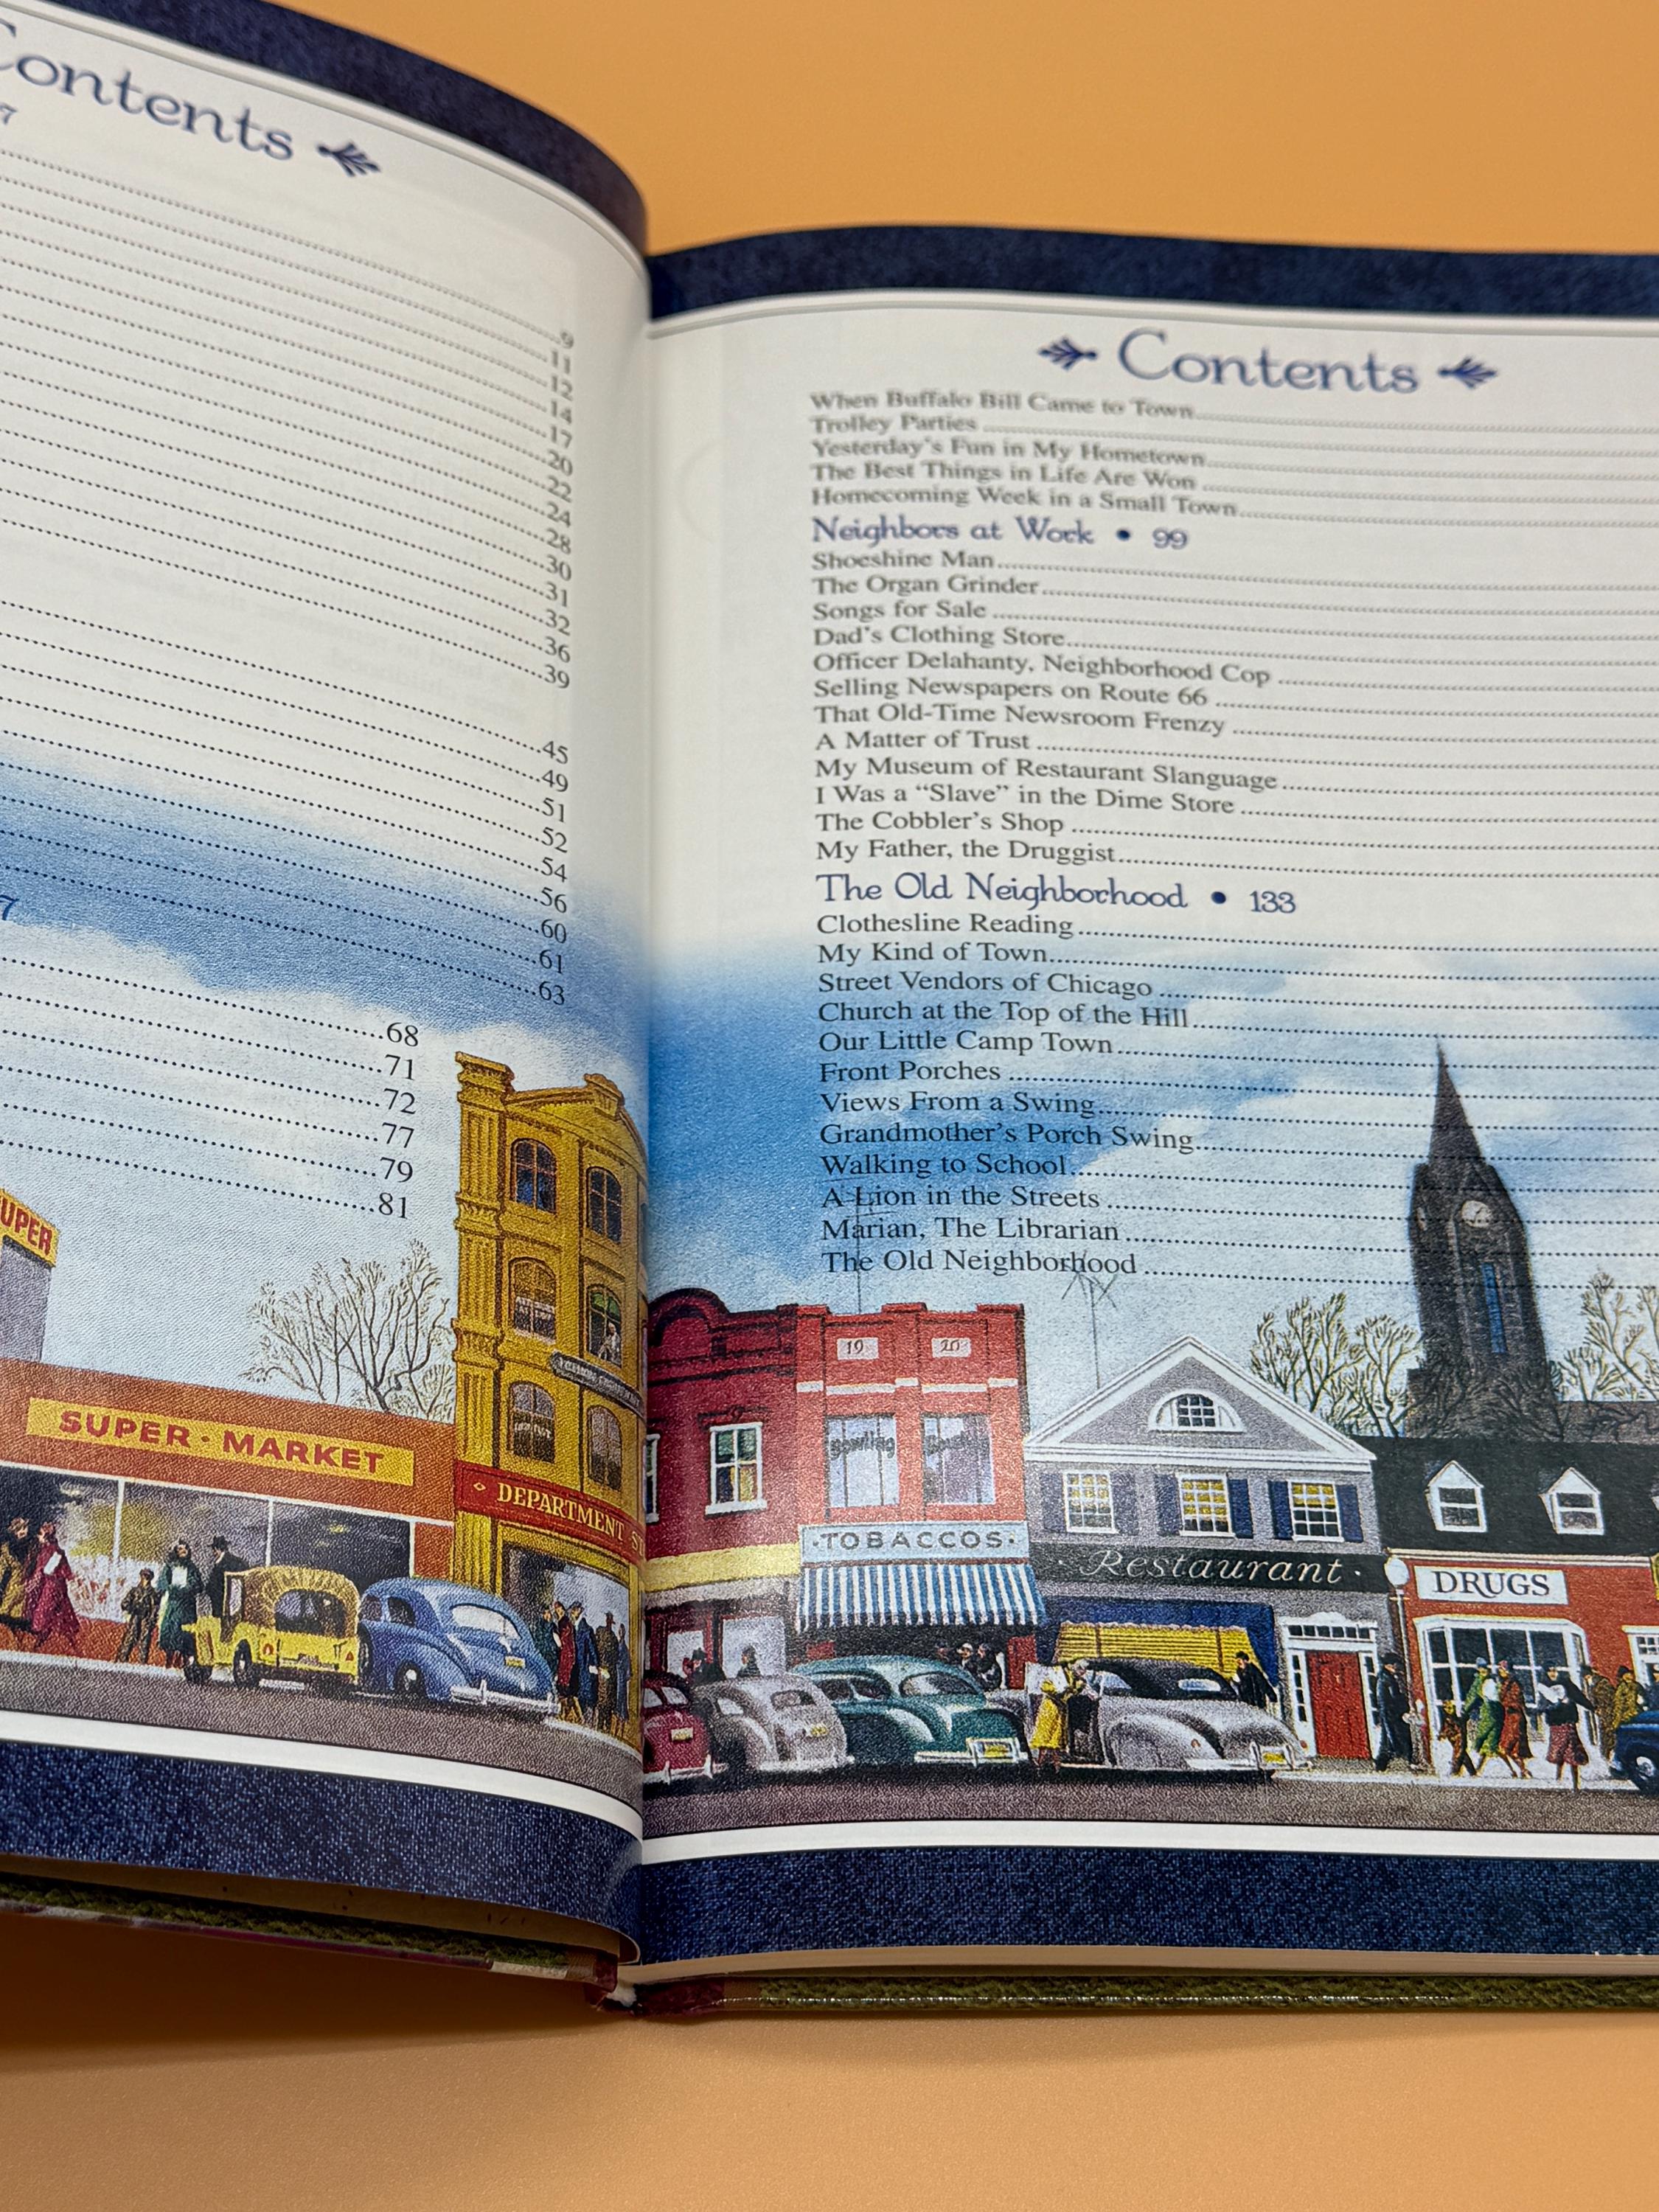 Contents
7
9
11
12
14
17
20
22
24
28
30
31
32
36
39
45
49
51
52
54
56
60
61
63
7
68
71
72
77
79
81
UPER
SUPER · MARKET
DEPARTMENT
Contents
When Buffalo Bill Came to Town
Trolley Parties
Yesterday's Fun in My Hometown
The Best Things in Life Are Won
Homecoming Week in a Small Town
Neighbors at Work • 99
Shoeshine Man
The Organ Grinder
Songs for Sale
Dad's Clothing Store
Officer Delahanty, Neighborhood Cop
Selling Newspapers on Route 66
That Old-Time Newsroom Frenzy
A Matter of Trust
My Museum of Restaurant Slanguage
I Was a “Slave” in the Dime Store
The Cobbler's Shop
My Father, the Druggist
The Old Neighborhood • 133
Clothesline Reading
My Kind of Town
Street Vendors of Chicago
Church at the Top of the Hill
Our Little Camp Town
Front Porches
Views From a Swing
Grandmother's Porch Swing
Walking to School
A Lion in the Streets
Marian, The Librarian
The Old Neighborhood
19 20
Bowling Bowling
·TOBACCOS·
· Restaurant ·
DRUGS